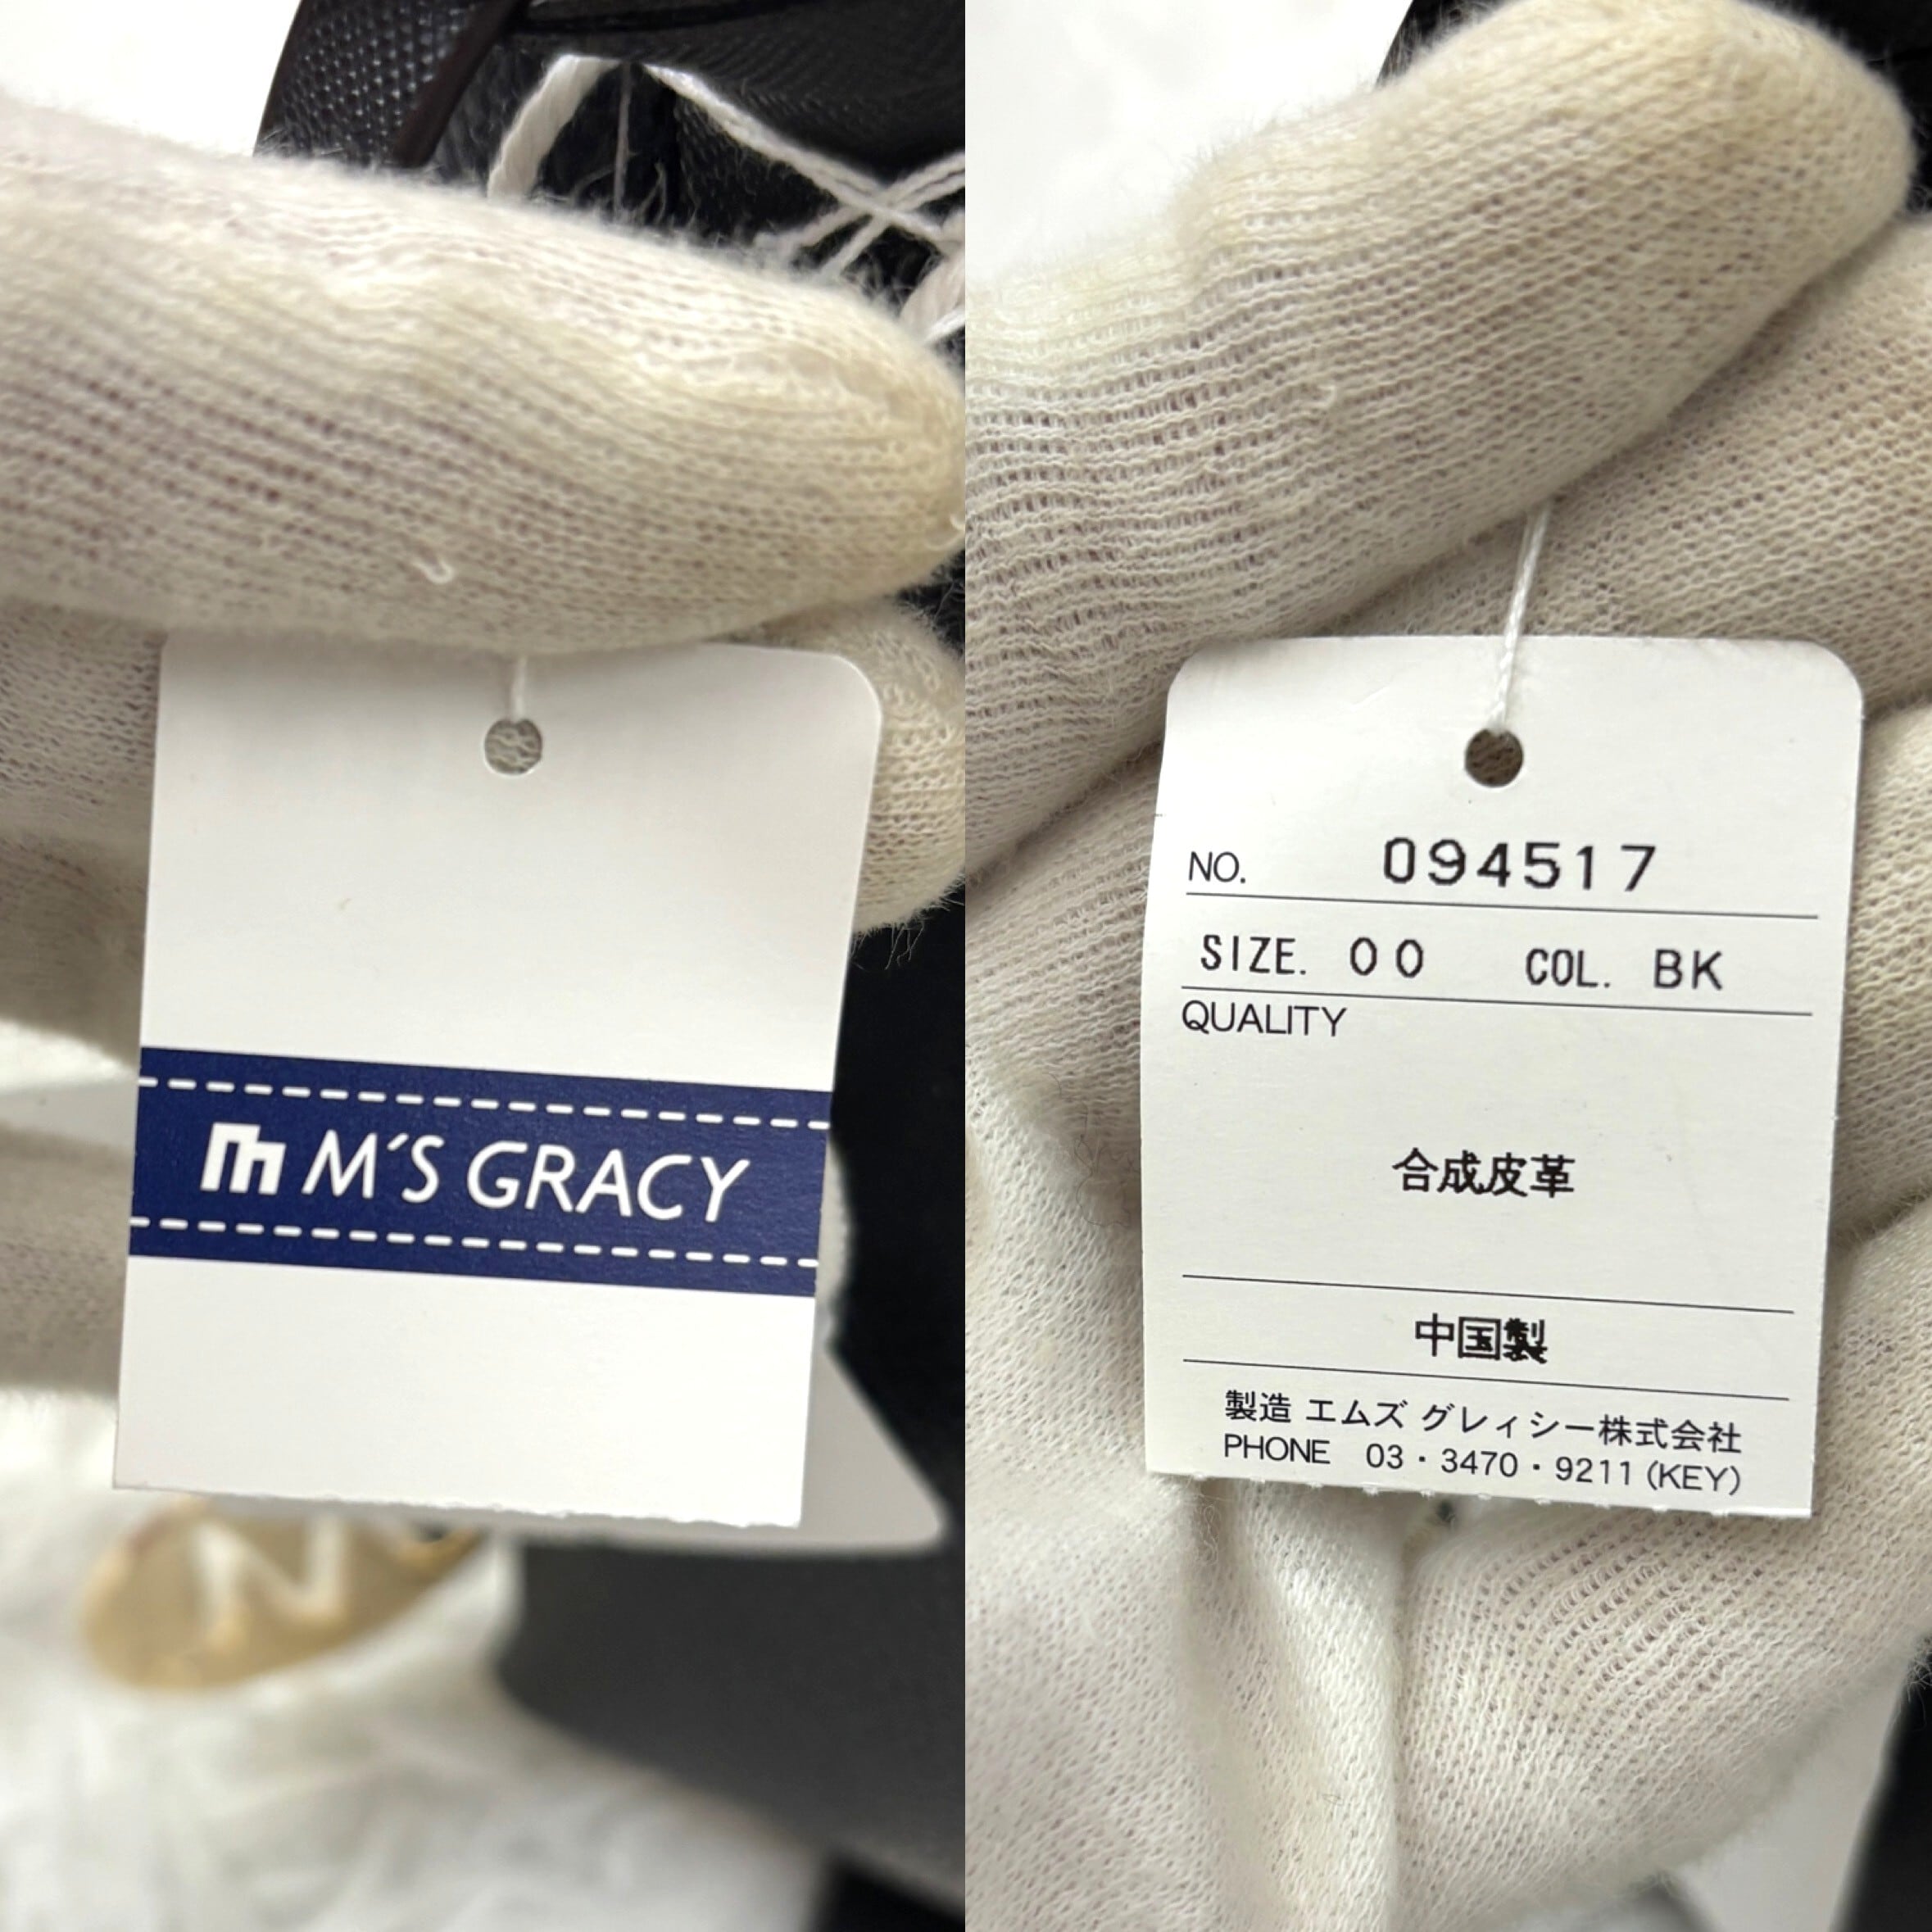 M'S GRACY
NO. 094517
SIZE. 00 COL. BK
QUALITY
合成皮革
中国製
製造 エムズ グレィシー株式会社
PHONE 03・3470・9211 (KEY)